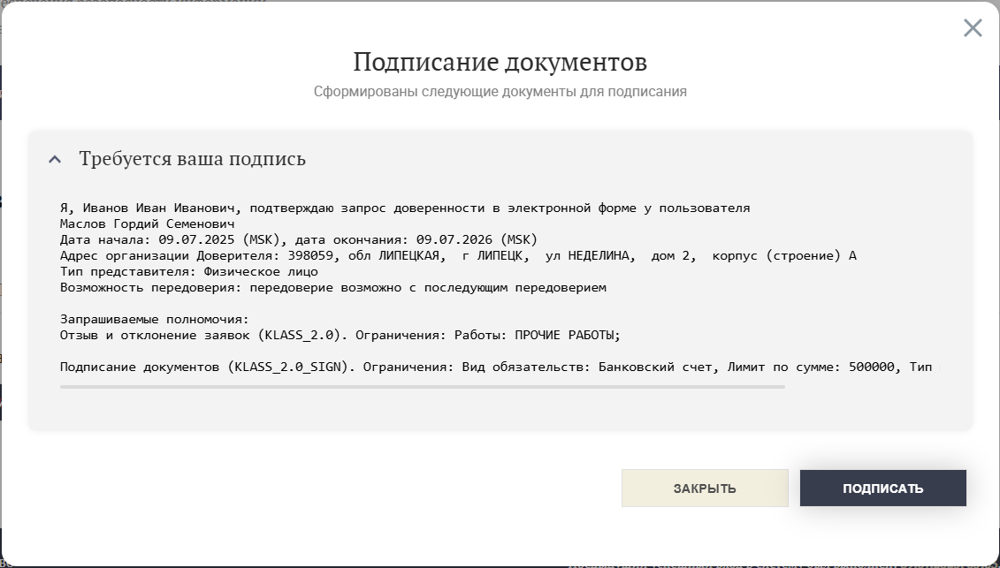 Подписание документов
Сформированы следующие документы для подписания
Требуется ваша подпись
Я, Иванов Иван Иванович, подтверждаю запрос доверенности в электронной форме у пользователя
Маслов Гордий Семенович
Дата начала: 09.07.2025 (MSK), дата окончания: 09.07.2026 (MSK)
Адрес организации Доверителя: 398059, обл ЛИПЕЦКАЯ,  г ЛИПЕЦК,  ул НЕДЕЛИНА,  дом 2,  корпус (строение) А
Тип представителя: Физическое лицо
Возможность передоверия: передоверие возможно с последующим передоверием
Запрашиваемые полномочия:
Отзыв и отклонение заявок (KLASS_2.0). Ограничения: Работы: ПРОЧИЕ РАБОТЫ;
Подписание документов (KLASS_2.0_SIGN). Ограничения: Вид обязательств: Банковский счет, Лимит по сумме: 500000, Тип
ЗАКРЫТЬ
ПОДПИСАТЬ